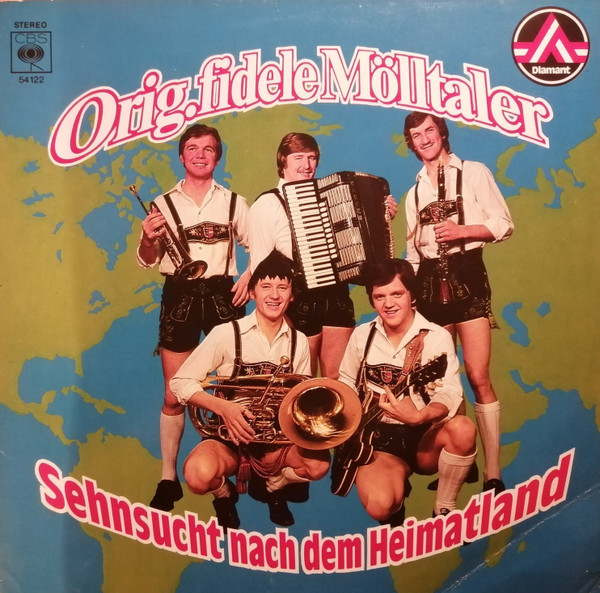 STEREO
CBS
54122
Diamant
Orig. fidele Mölltaler
Sehnsucht nach dem Heimatland